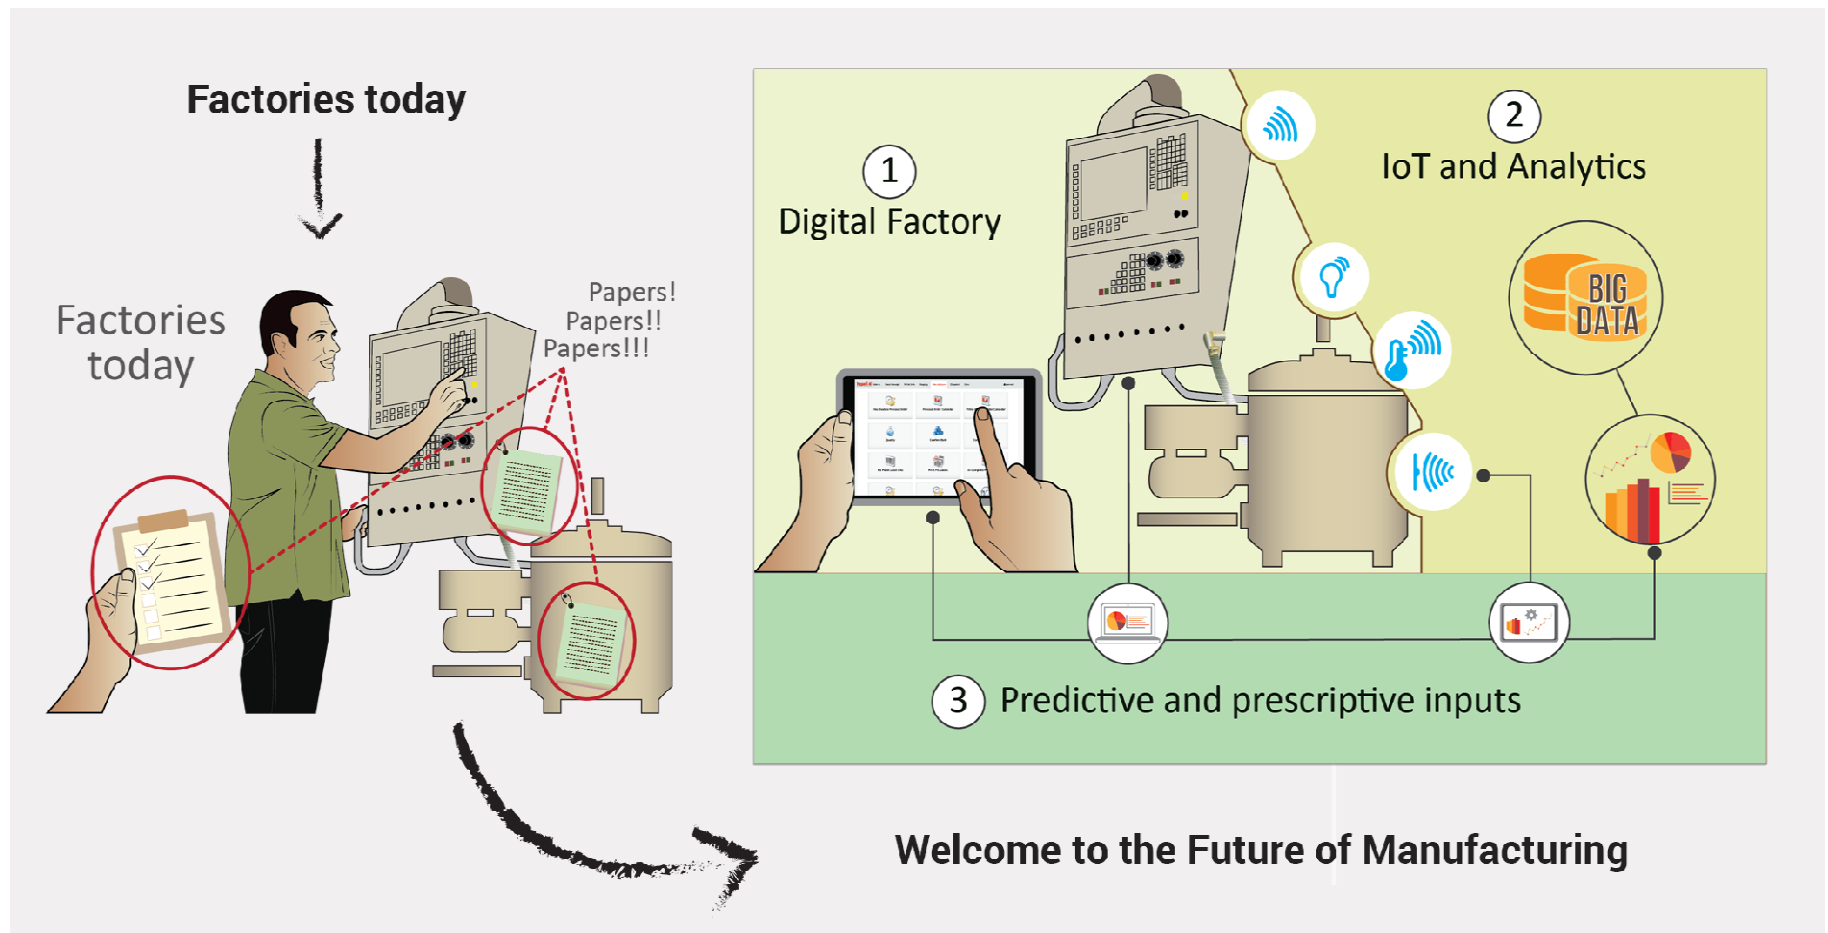 Factories today
Factories
today
Papers!
Papers!!
Papers!!!
1
Digital Factory
2
IoT and Analytics
BIG
DATA
3
Predictive and prescriptive inputs
Welcome to the Future of Manufacturing